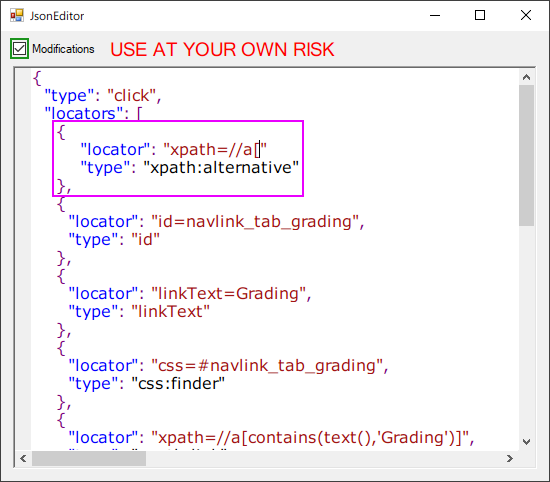 JsonEditor
Modifications USE AT YOUR OWN RISK
{
"type": "click",
"locators": [
{
"locator": "xpath=//a["
"type": "xpath:alternative"
},
{
"locator": "id=navlink_tab_grading",
"type": "id"
},
{
"locator": "linkText=Grading",
"type": "linkText"
},
{
"locator": "css=#navlink_tab_grading",
"type": "css:finder"
},
{
"locator": "xpath=//a[contains(text(),'Grading')]",